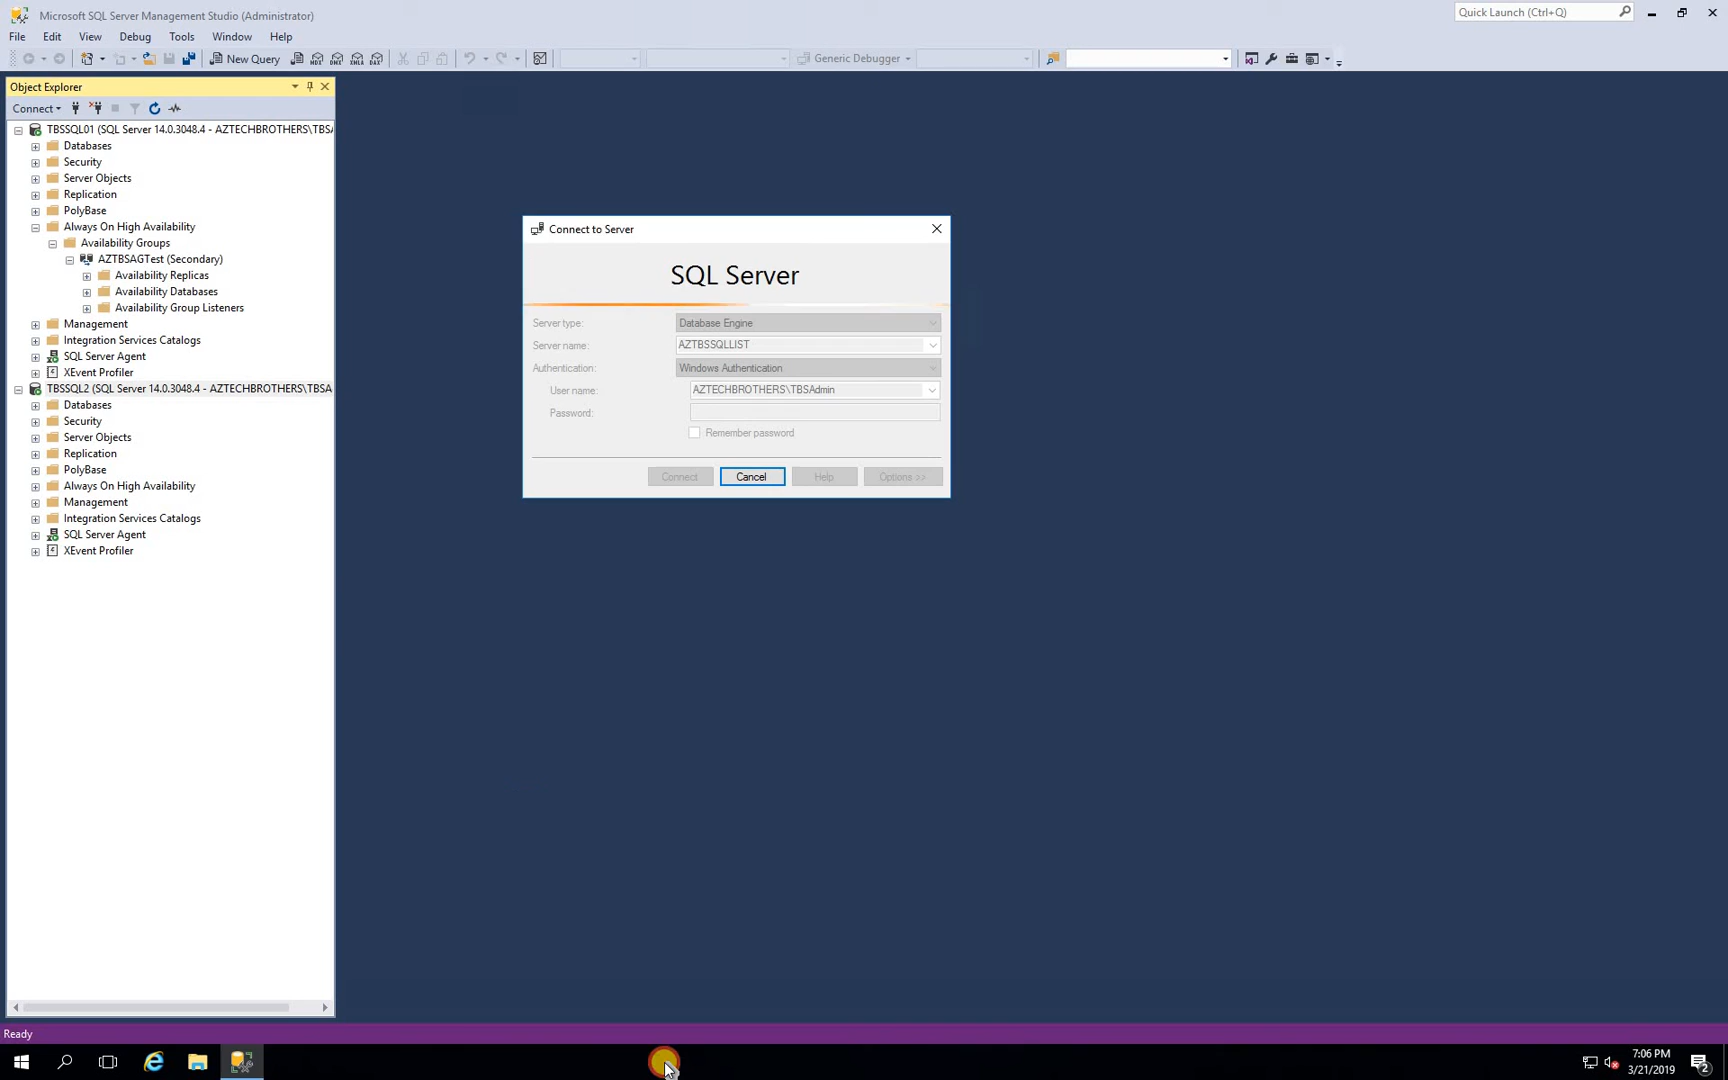 Microsoft SQL Server Management Studio (Administrator)
Quick Launch (Ctrl+Q)
File Edit View Debug Tools Window Help
New Query
MDX DMX XMLA DAX
Generic Debugger
Object Explorer
Connect
TBSSQL01 (SQL Server 14.0.3048.4 - AZTECHBROTHERS\TBSA
Databases
Security
Server Objects
Replication
PolyBase
Always On High Availability
Availability Groups
AZTBSAGTest (Secondary)
Availability Replicas
Availability Databases
Availability Group Listeners
Management
Integration Services Catalogs
SQL Server Agent
XEvent Profiler
TBSSQL2 (SQL Server 14.0.3048.4 - AZTECHBROTHERS\TBSA
Databases
Security
Server Objects
Replication
PolyBase
Always On High Availability
Management
Integration Services Catalogs
SQL Server Agent
XEvent Profiler
Connect to Server
SQL Server
Server type: Database Engine
Server name: AZTBSSQLLIST
Authentication: Windows Authentication
User name: AZTECHBROTHERS\TBSAdmin
Password:
Remember password
Connect Cancel Help Options >>
Ready
7:06 PM
3/21/2019
2